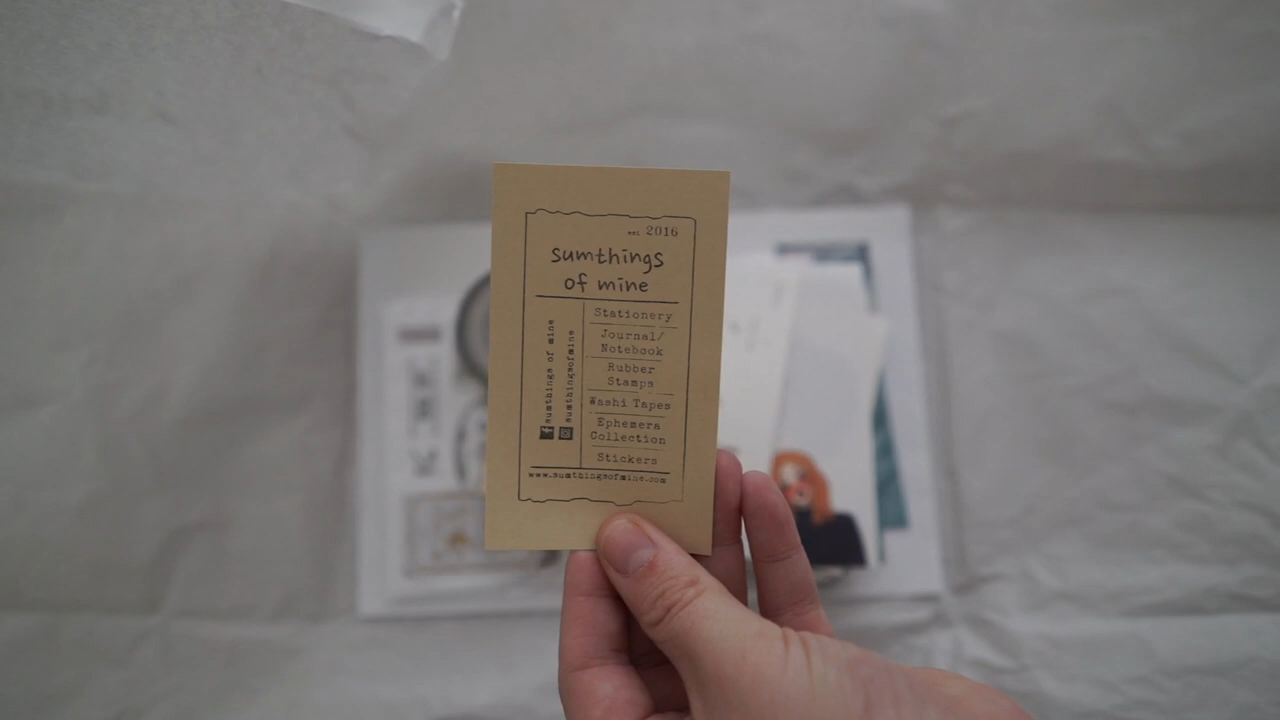 est 2016
sumthings
of mine
sumthings of mine
sumthingsofmine
Stationery
Journal/
Notebook
Rubber
Stamps
Washi Tapes
Ephemera
Collection
Stickers
www.sumthingsofmine.com